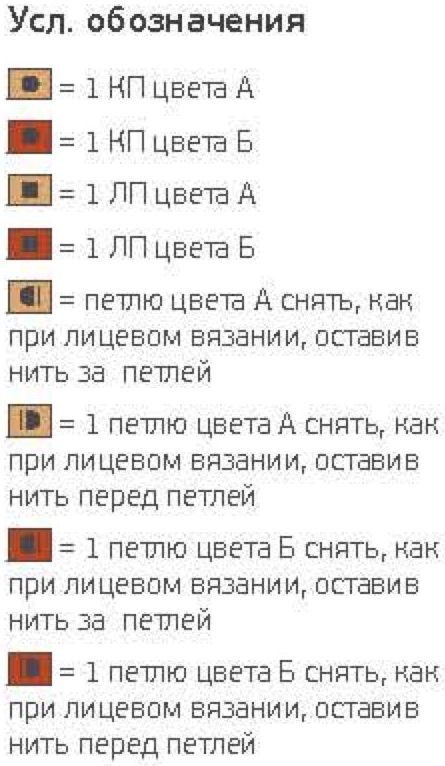 Усл. обозначения
= 1 КП цвета А
= 1 КП цвета Б
= 1 ЛП цвета А
= 1 ЛП цвета Б
= петлю цвета А снять, как
при лицевом вязании, оставив
нить за петлей
= 1 петлю цвета А снять, как
при лицевом вязании, оставив
нить перед петлей
= 1 петлю цвета Б снять, как
при лицевом вязании, оставив
нить за петлей
= 1 петлю цвета Б снять, как
при лицевом вязании, оставив
нить перед петлей